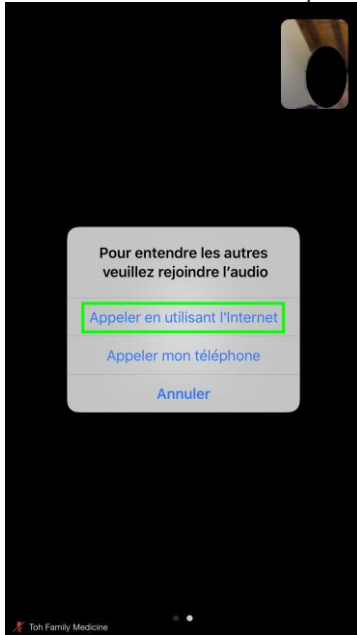 Pour entendre les autres
veuillez rejoindre l'audio
Appeler en utilisant l'Internet
Appeler mon téléphone
Annuler
Toh Family Medicine